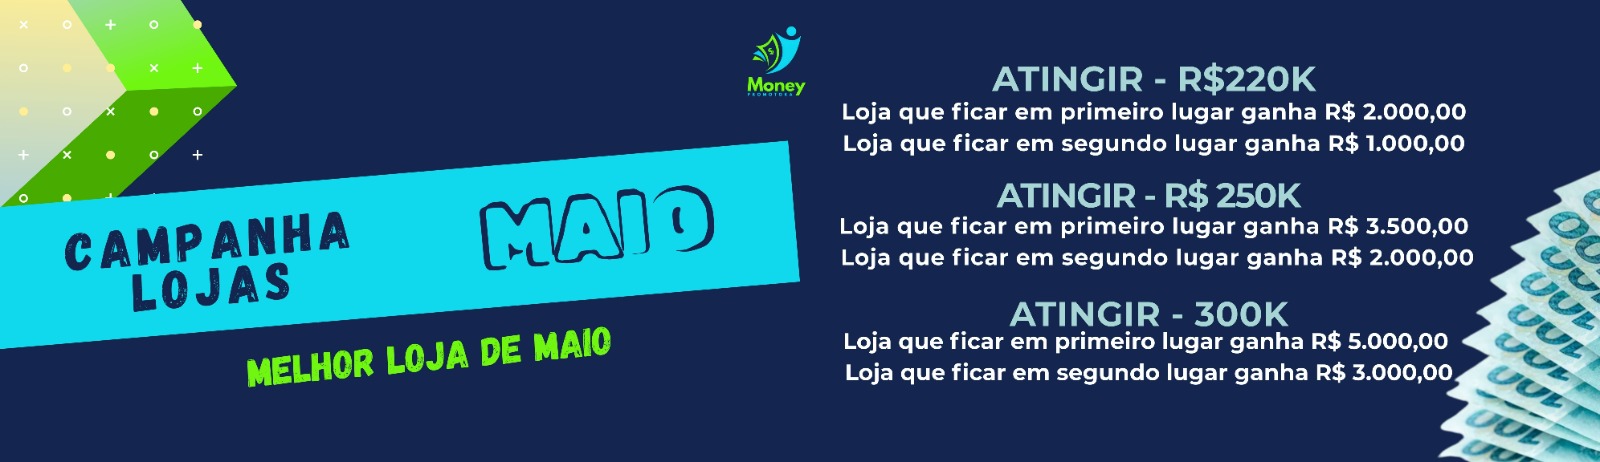 CAMPANHA
LOJAS
MAIO
MELHOR LOJA DE MAIO
Money
PROMOTORA
ATINGIR - R$220K
Loja que ficar em primeiro lugar ganha R$ 2.000,00
Loja que ficar em segundo lugar ganha R$ 1.000,00
ATINGIR - R$ 250K
Loja que ficar em primeiro lugar ganha R$ 3.500,00
Loja que ficar em segundo lugar ganha R$ 2.000,00
ATINGIR - 300K
Loja que ficar em primeiro lugar ganha R$ 5.000,00
Loja que ficar em segundo lugar ganha R$ 3.000,00